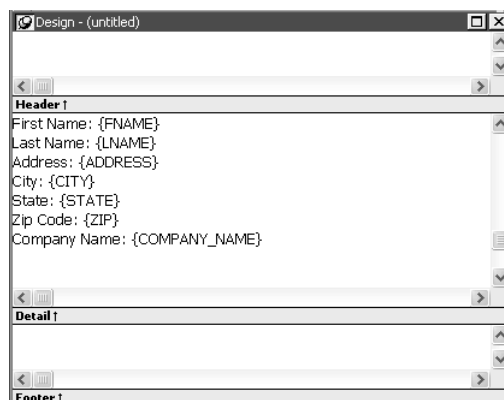 Design - (untitled)
Header↑
First Name: {FNAME}
Last Name: {LNAME}
Address: {ADDRESS}
City: {CITY}
State: {STATE}
Zip Code: {ZIP}
Company Name: {COMPANY_NAME}
Detail↑
Footer↑